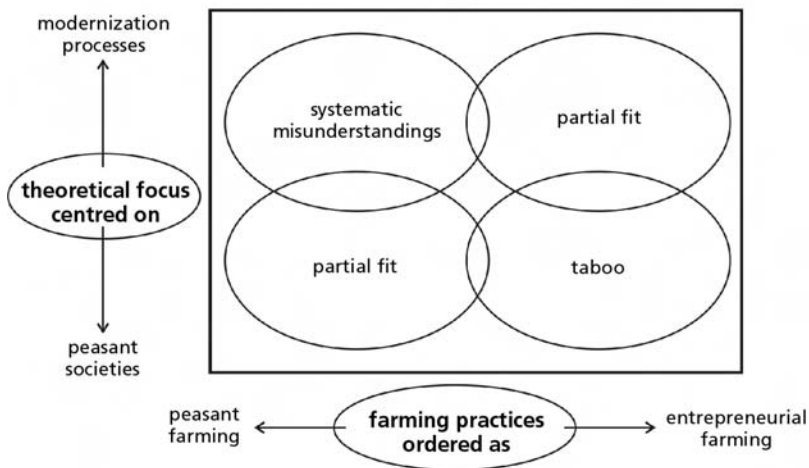 modernization
processes
systematic
misunderstandings
partial fit
theoretical focus
centred on
partial fit
taboo
peasant
societies
peasant
farming
farming practices
ordered as
entrepreneurial
farming